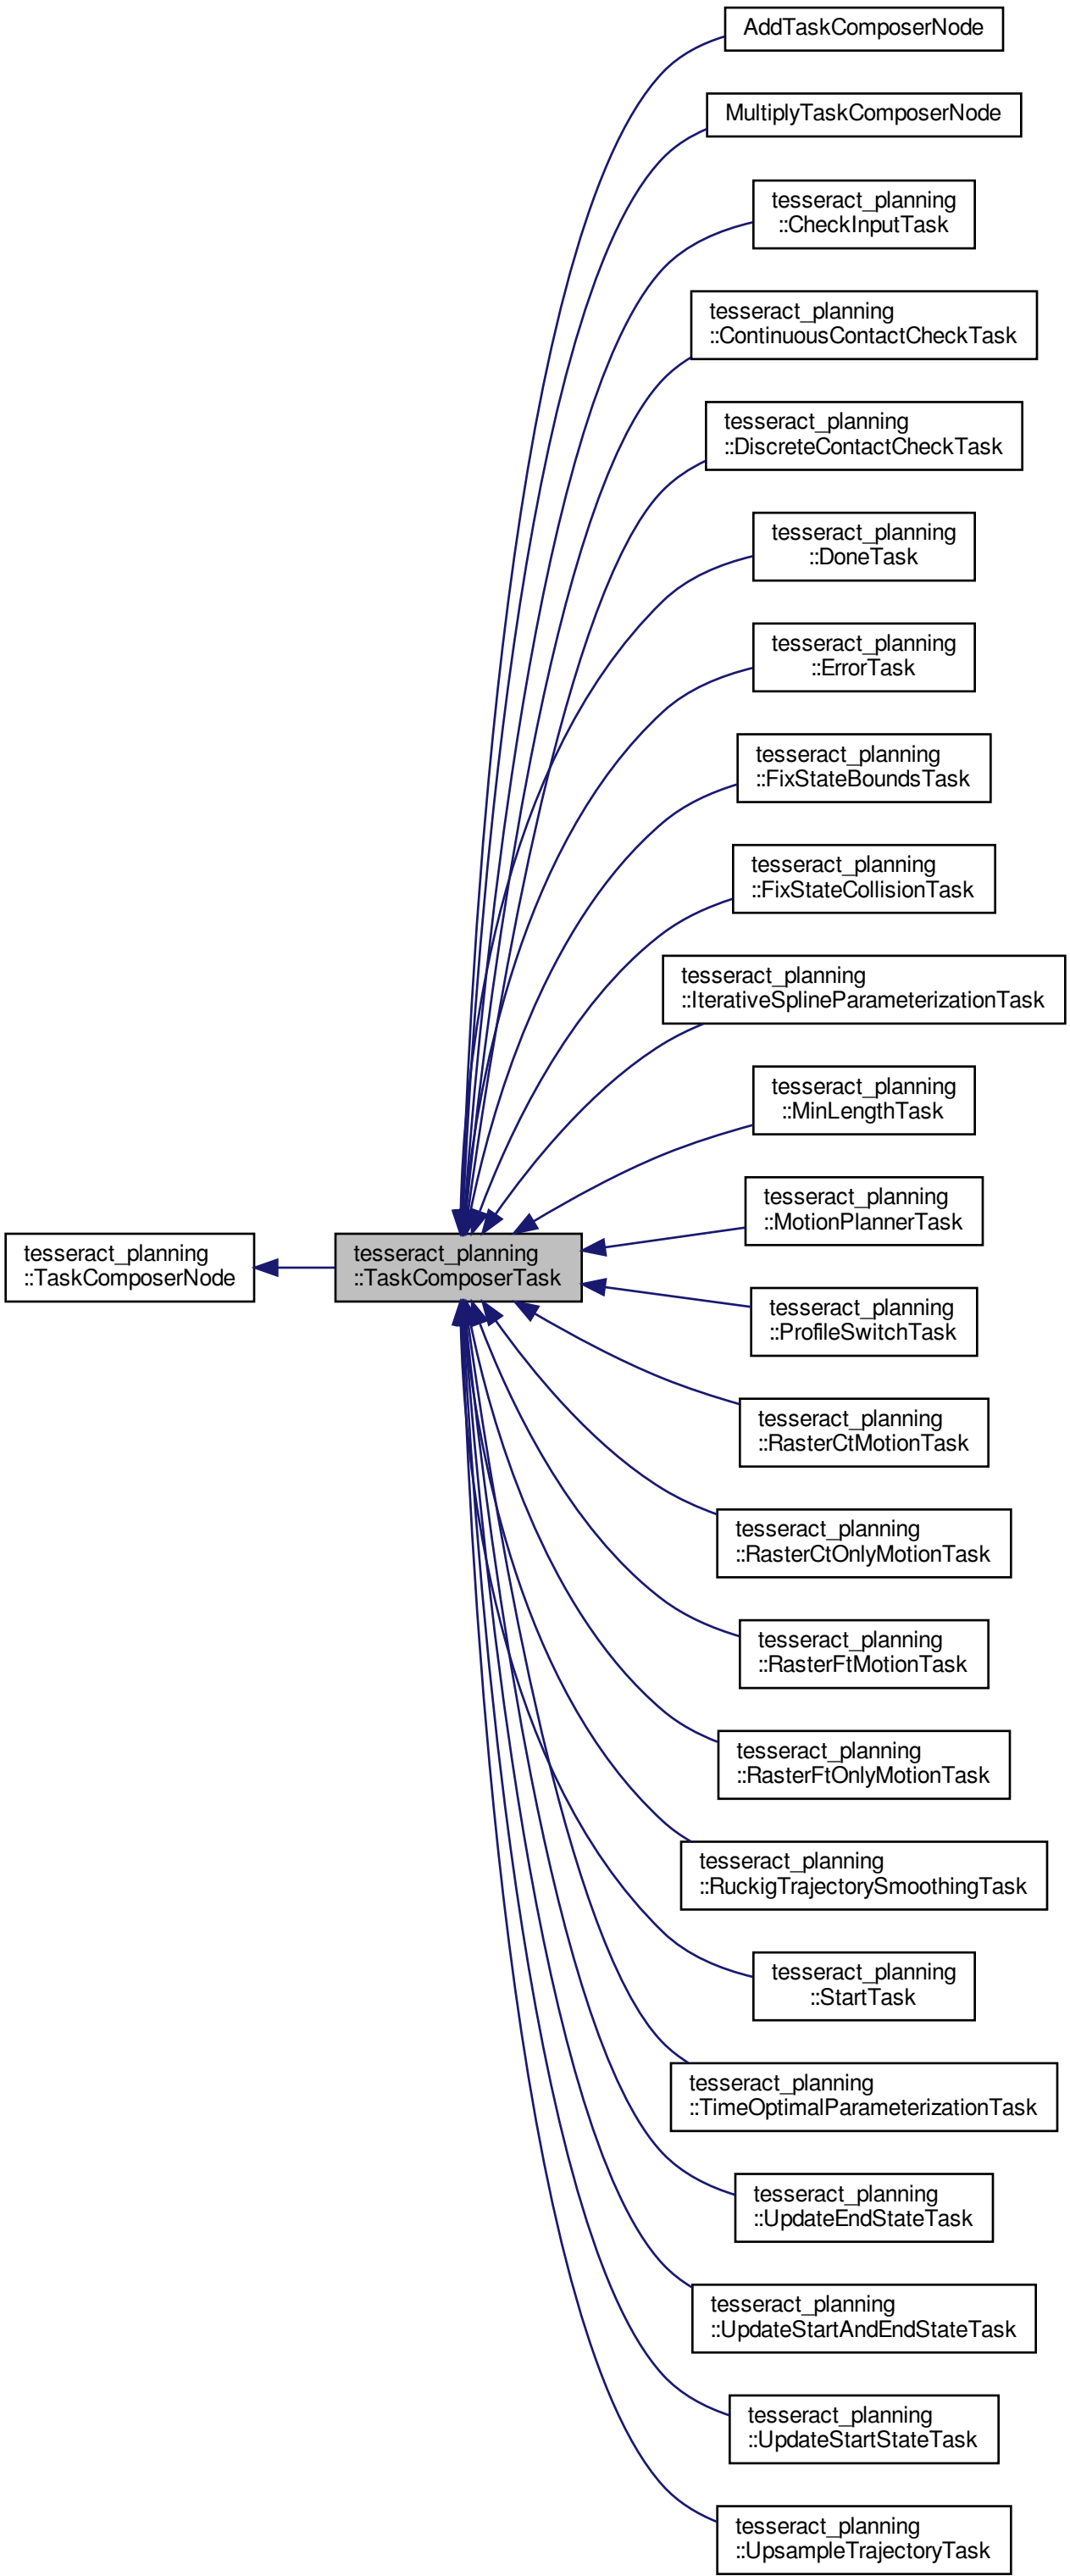 AddTaskComposerNode
MultiplyTaskComposerNode
tesseract_planning
::CheckInputTask
tesseract_planning
::ContinuousContactCheckTask
tesseract_planning
::DiscreteContactCheckTask
tesseract_planning
::DoneTask
tesseract_planning
::ErrorTask
tesseract_planning
::FixStateBoundsTask
tesseract_planning
::FixStateCollisionTask
tesseract_planning
::IterativeSplineParameterizationTask
tesseract_planning
::MinLengthTask
tesseract_planning
::MotionPlannerTask
tesseract_planning
::TaskComposerNode
tesseract_planning
::TaskComposerTask
tesseract_planning
::ProfileSwitchTask
tesseract_planning
::RasterCtMotionTask
tesseract_planning
::RasterCtOnlyMotionTask
tesseract_planning
::RasterFtMotionTask
tesseract_planning
::RasterFtOnlyMotionTask
tesseract_planning
::RuckigTrajectorySmoothingTask
tesseract_planning
::StartTask
tesseract_planning
::TimeOptimalParameterizationTask
tesseract_planning
::UpdateEndStateTask
tesseract_planning
::UpdateStartAndEndStateTask
tesseract_planning
::UpdateStartStateTask
tesseract_planning
::UpsampleTrajectoryTask